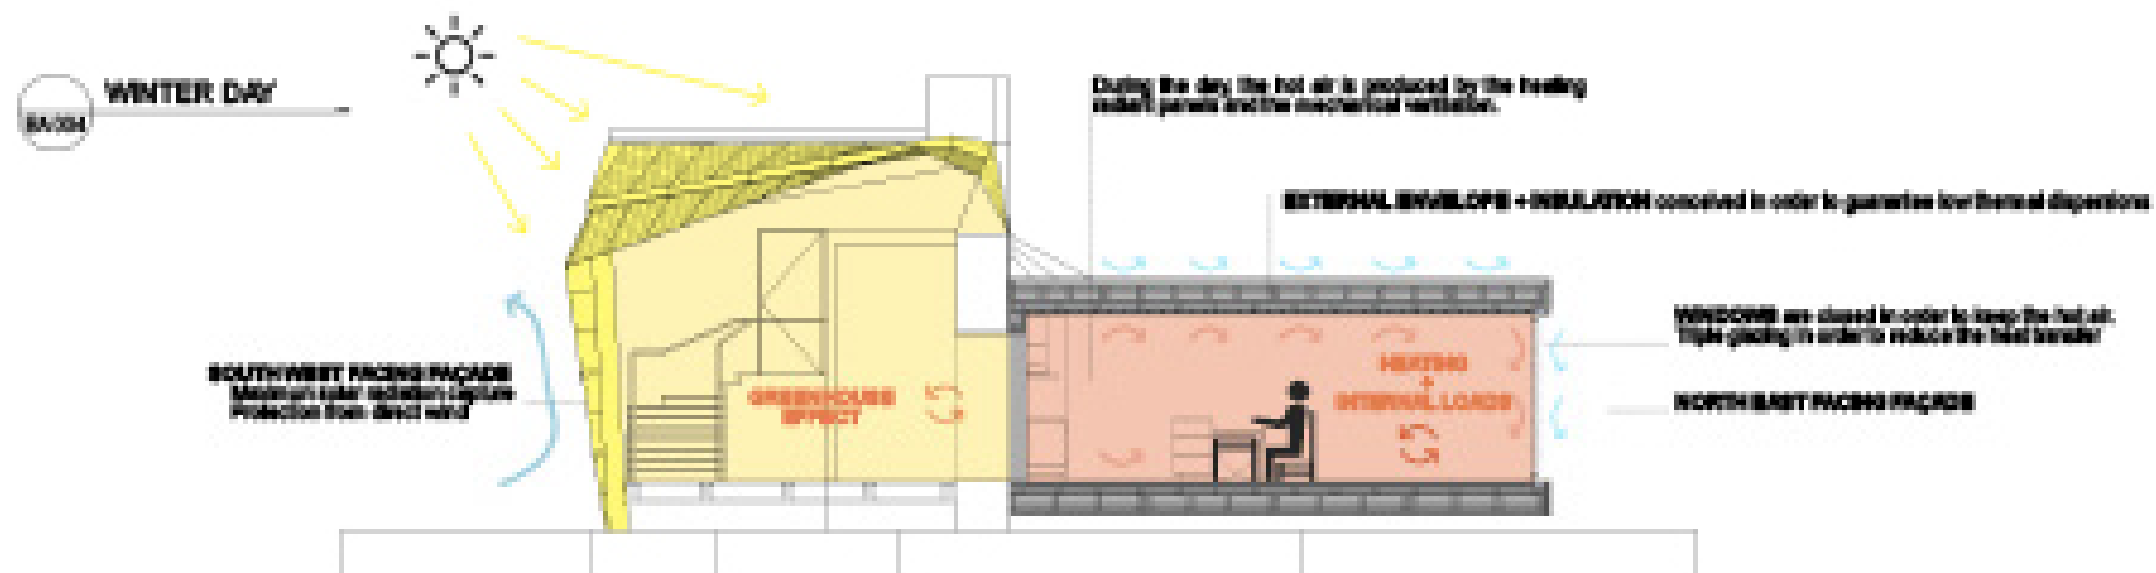 WINTER DAY
During the day, the hot air is produced by the heating
radiant panels and the mechanical ventilation.
EXTERNAL ENVELOPE + INSULATION conceived in order to guarantee low thermal dispersions
WINDOWS are closed in order to keep the hot air.
Triple glazing in order to reduce the heat transfer
SOUTH WEST FACING FAÇADE
Maximum solar radiation capture
Protection from direct wind
GREENHOUSE
EFFECT
HEATING
+
INTERNAL LOADS
NORTH EAST FACING FAÇADE